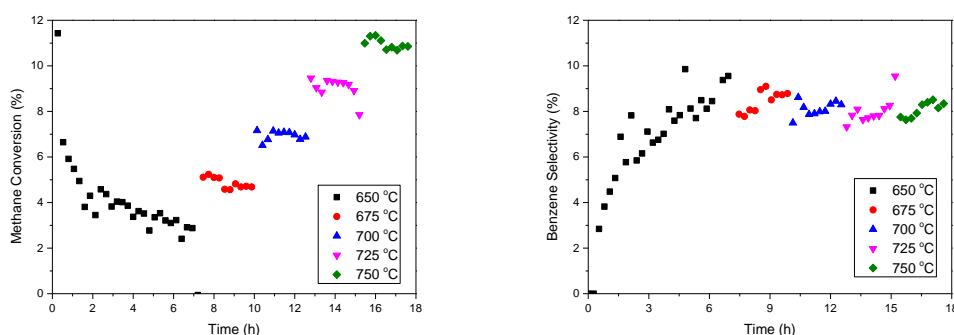 12
10
8
6
4
2
0
Methane Conversion (%)
650 °C
675 °C
700 °C
725 °C
750 °C
0 2 4 6 8 10 12 14 16 18
Time (h)
12
10
8
6
4
2
0
Benzene Selectivity (%)
650 °C
675 °C
700 °C
725 °C
750 °C
0 3 6 9 12 15 18
Time (h)